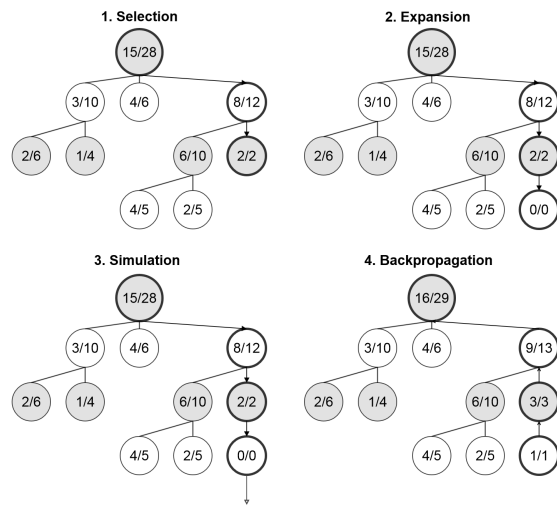 1. Selection
15/28
3/10 4/6 8/12
2/6 1/4 6/10 2/2
4/5 2/5
2. Expansion
15/28
3/10 4/6 8/12
2/6 1/4 6/10 2/2
4/5 2/5 0/0
3. Simulation
15/28
3/10 4/6 8/12
2/6 1/4 6/10 2/2
4/5 2/5 0/0
4. Backpropagation
16/29
3/10 4/6 9/13
2/6 1/4 6/10 3/3
4/5 2/5 1/1